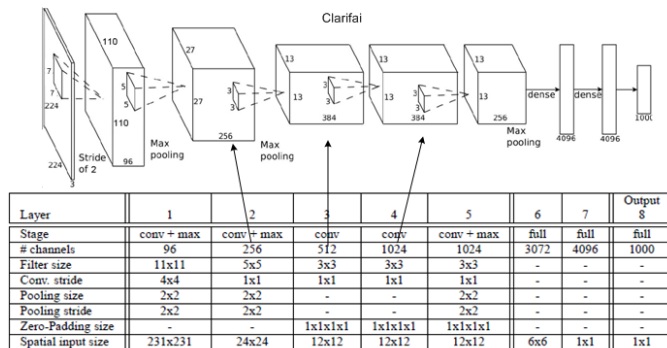 Clarifai
110
27
13
13
13
7
7
224
224
3
Stride of 2
110
96
5
5
Max pooling
27
256
3
3
Max pooling
13
384
3
3
13
384
3
3
13
256
Max pooling
dense
4096
dense
4096
1000
Layer 1 2 3 4 5 6 7 Output 8
Stage conv + max conv + max conv conv conv + max full full full
# channels 96 256 512 1024 1024 3072 4096 1000
Filter size 11x11 5x5 3x3 3x3 3x3 - - -
Conv. stride 4x4 1x1 1x1 1x1 1x1 - - -
Pooling size 2x2 2x2 - - 2x2 - - -
Pooling stride 2x2 2x2 - - 2x2 - - -
Zero-Padding size - - 1x1x1x1 1x1x1x1 1x1x1x1 - - -
Spatial input size 231x231 24x24 12x12 12x12 12x12 6x6 1x1 1x1